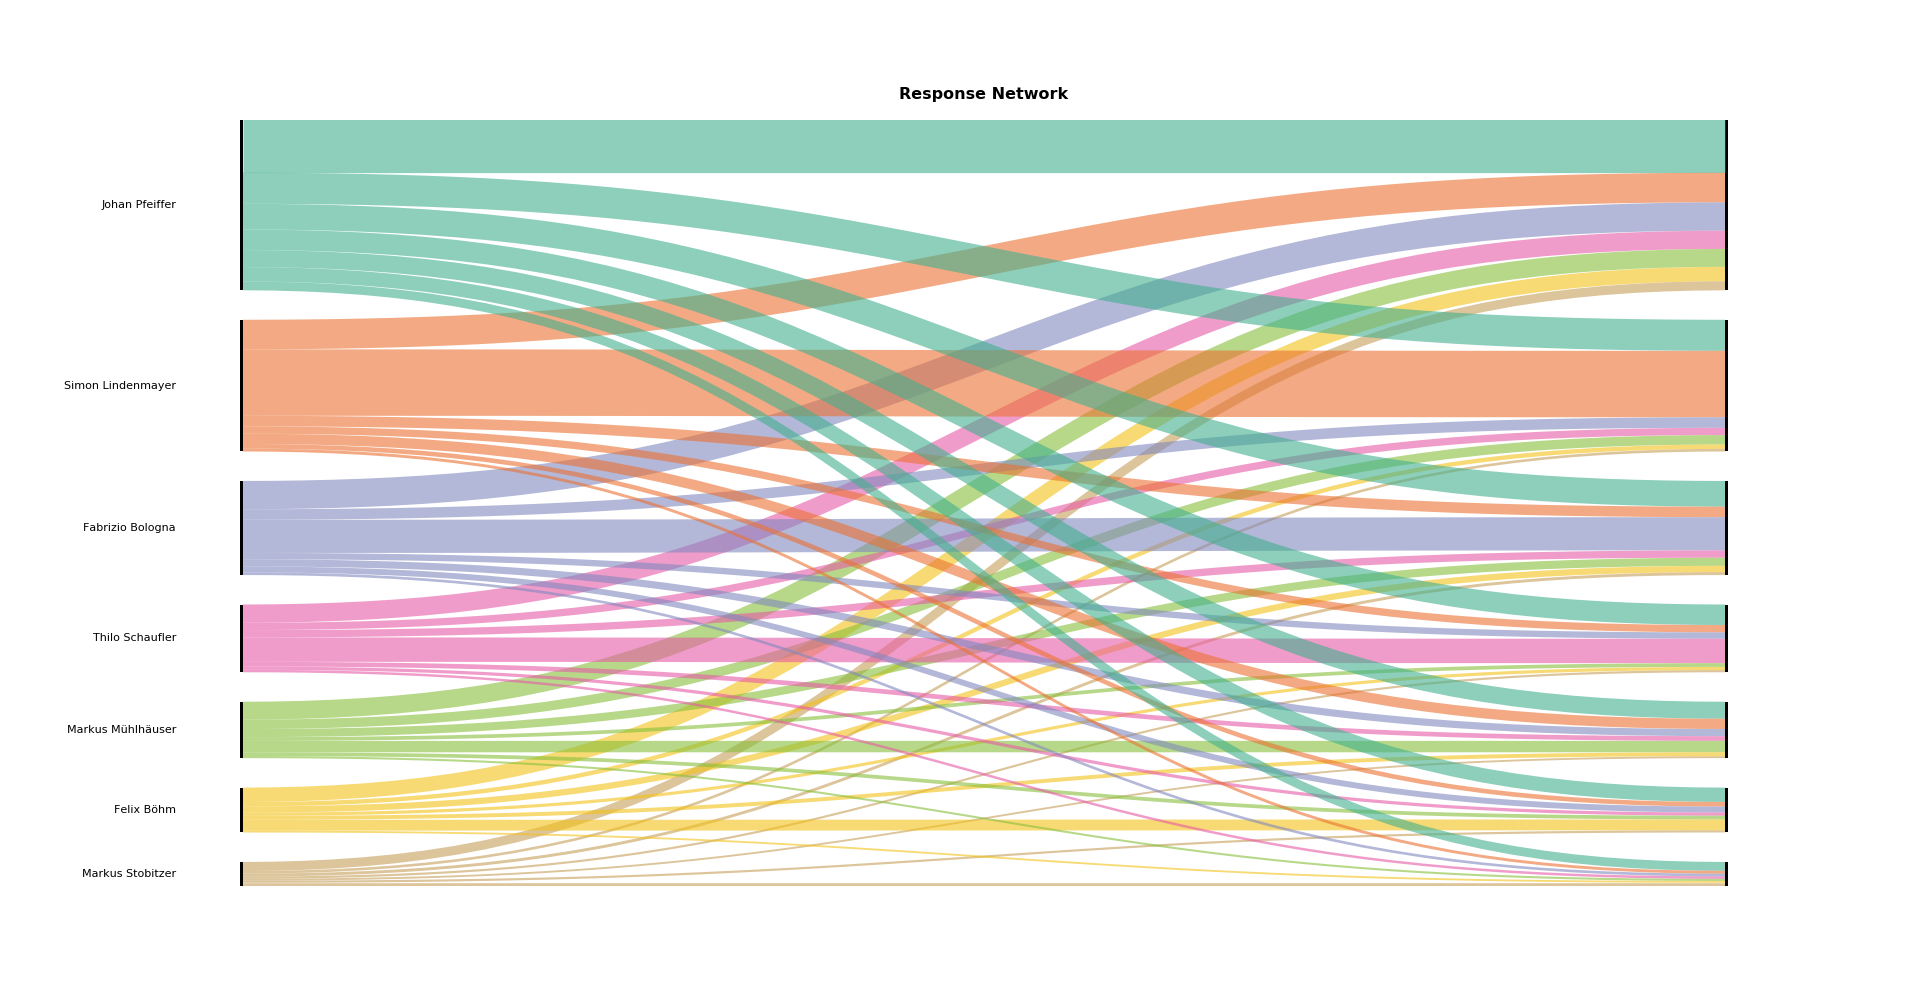 Response Network
Johan Pfeiffer
Simon Lindenmayer
Fabrizio Bologna
Thilo Schaufler
Markus Mühlhäuser
Felix Böhm
Markus Stobitzer